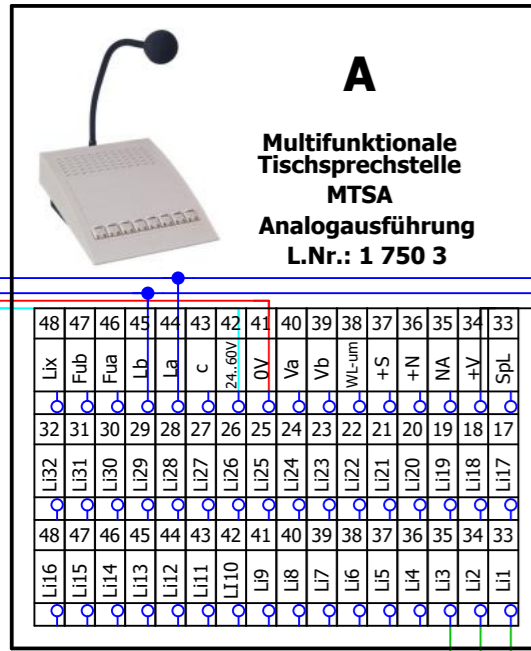 A
Multifunktionale
Tischsprechstelle
MTSA
Analogausführung
L.Nr.: 1 750 3
48 47 46 45 44 43 42 41 40 39 38 37 36 35 34 33
Lix Fub Fua Lb La c 24..60V 0V Va Vb WL-um +S +N NA +V SpL
32 31 30 29 28 27 26 25 24 23 22 21 20 19 18 17
Li32 Li31 Li30 Li29 Li28 Li27 Li26 Li25 Li24 Li23 Li22 Li21 Li20 Li19 Li18 Li17
48 47 46 45 44 43 42 41 40 39 38 37 36 35 34 33
Li16 Li15 Li14 Li13 Li12 Li11 LI10 Li9 Li8 Li7 Li6 Li5 Li4 Li3 Li2 Li1